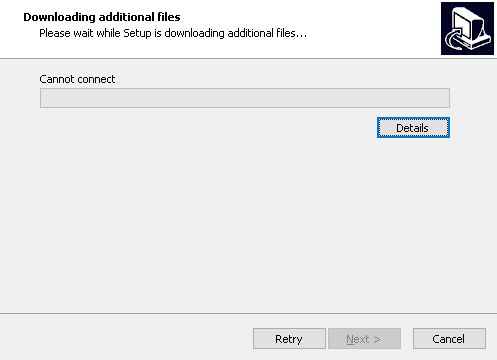 Downloading additional files
Please wait while Setup is downloading additional files...
Cannot connect
Details
Retry
Next >
Cancel